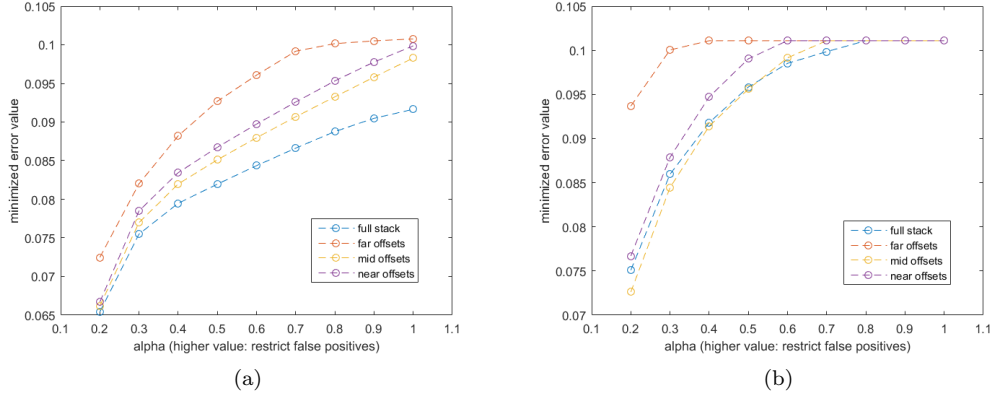 0.1
0.095
0.09
0.085
0.08
0.075
0.07
0.065
minimized error value
0.1 0.2 0.3 0.4 0.5 0.6 0.7 0.8 0.9 1 1.1
alpha (higher value: restrict false positives)
full stack
far offsets
mid offsets
near offsets
(a)
0.1
0.095
0.09
0.085
0.08
0.075
0.07
minimized error value
0.1 0.2 0.3 0.4 0.5 0.6 0.7 0.8 0.9 1 1.1
alpha (higher value: restrict false positives)
full stack
far offsets
mid offsets
near offsets
(b)